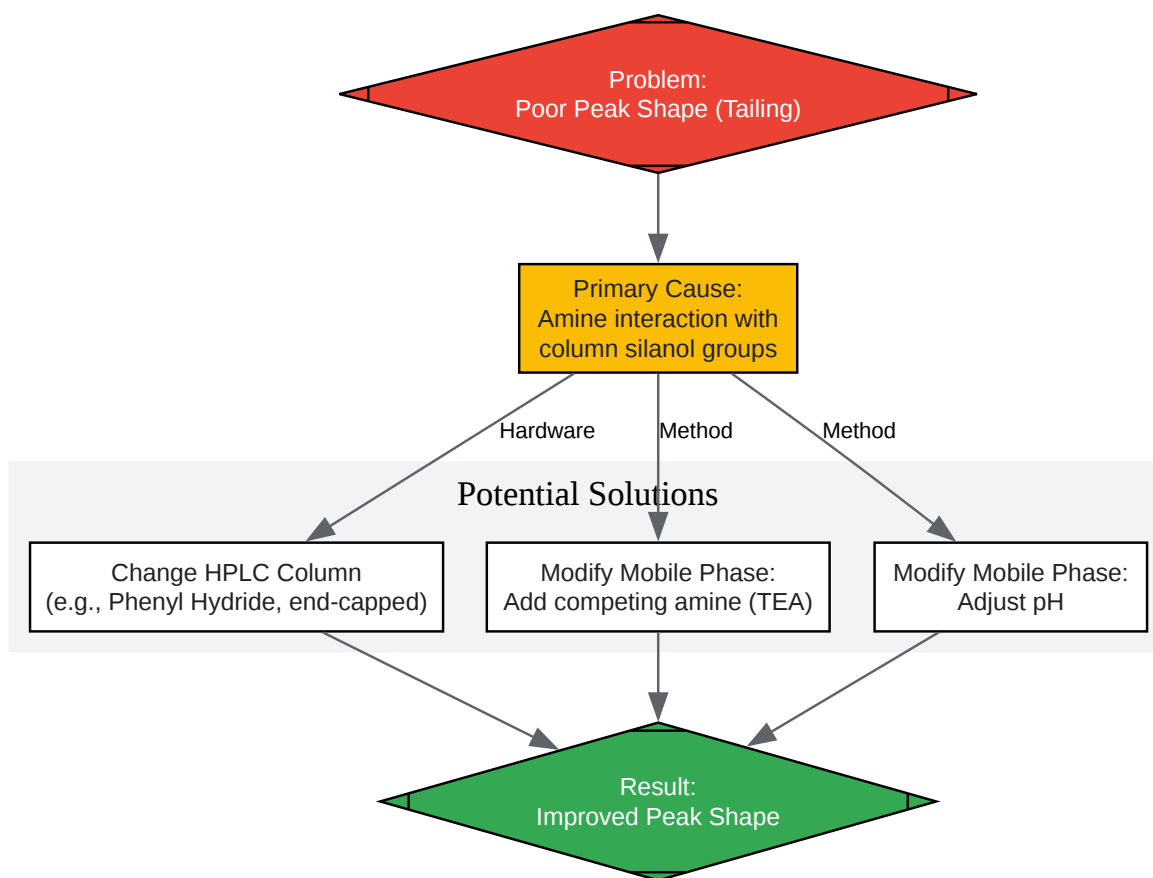 Problem:
Poor Peak Shape (Tailing)
Primary Cause:
Amine interaction with
column silanol groups
Hardware
Method
Method
Potential Solutions
Change HPLC Column
(e.g., Phenyl Hydride, end-capped)
Modify Mobile Phase:
Add competing amine (TEA)
Modify Mobile Phase:
Adjust pH
Result:
Improved Peak Shape